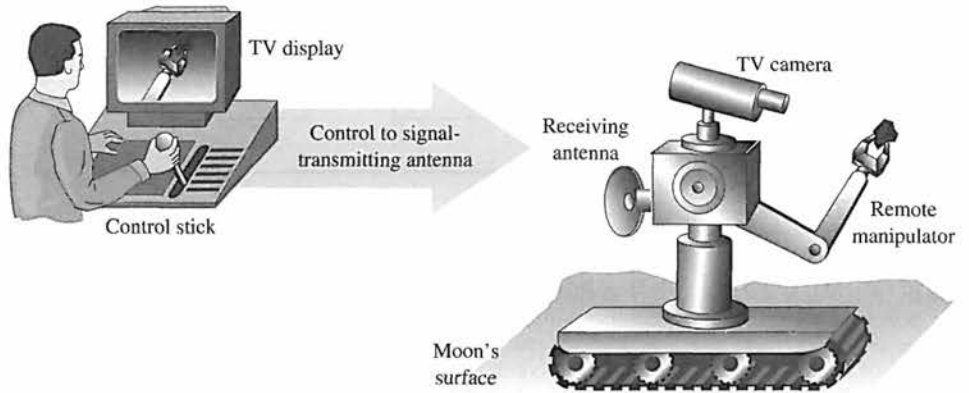 TV display
Control to signal-
transmitting antenna
Control stick
TV camera
Receiving
antenna
Remote
manipulator
Moon's
surface